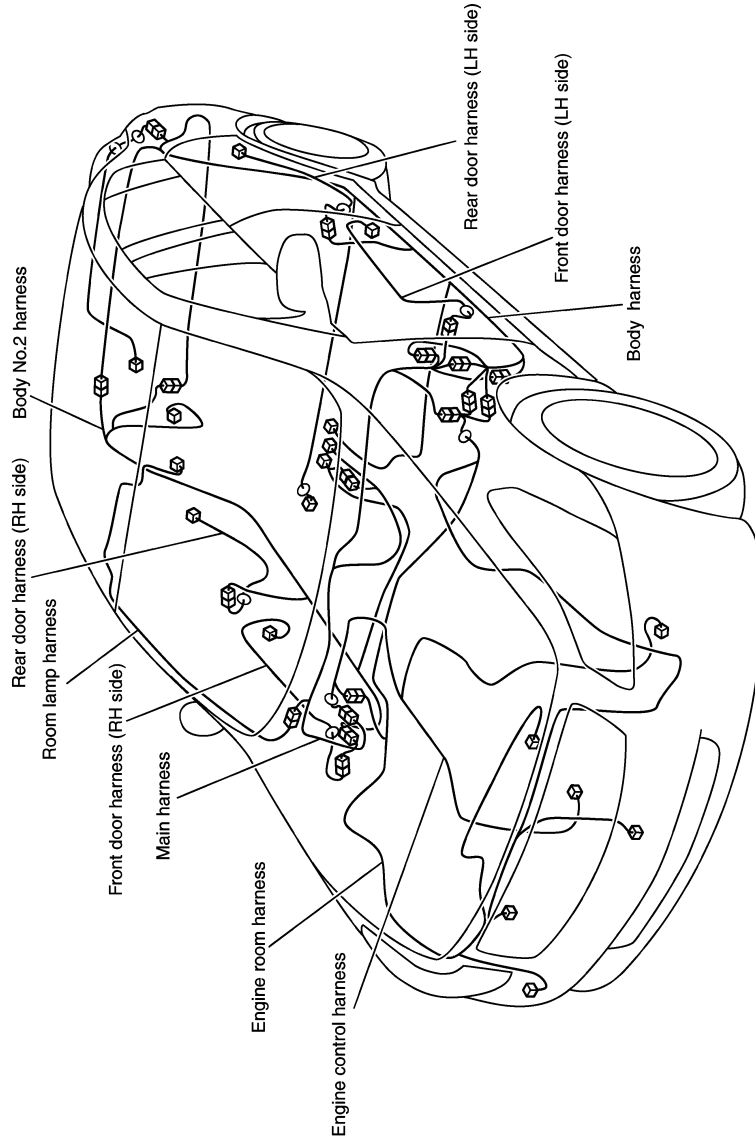 Body No.2 harness
Rear door harness (RH side)
Room lamp harness
Front door harness (RH side)
Main harness
Engine room harness
Engine control harness
Rear door harness (LH side)
Front door harness (LH side)
Body harness